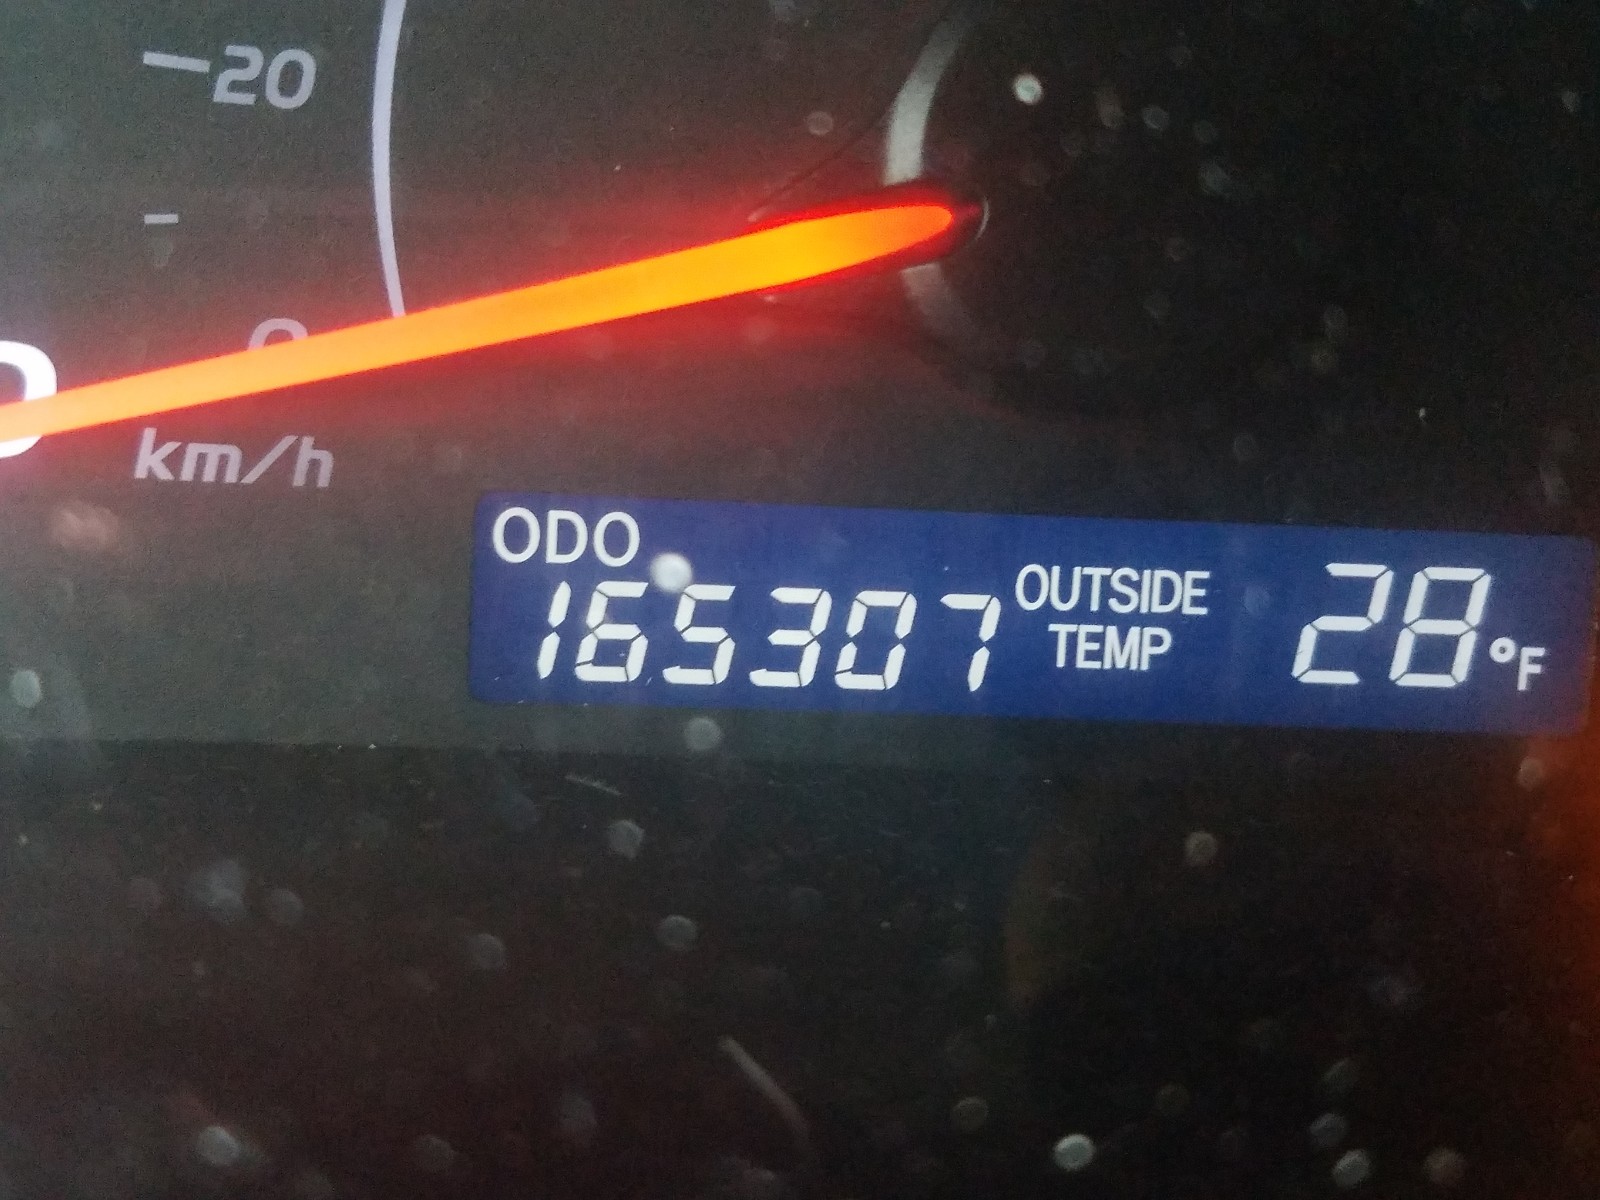 20
0
km/h
ODO
165307
OUTSIDE
TEMP
28°F